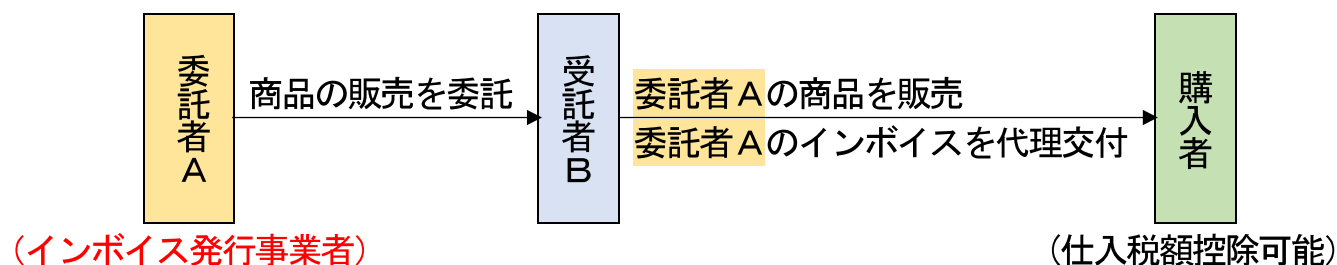 委託者A
商品の販売を委託
受託者B
委託者Aの商品を販売
委託者Aのインボイスを代理交付
購入者
（インボイス発行事業者）
（仕入税額控除可能）